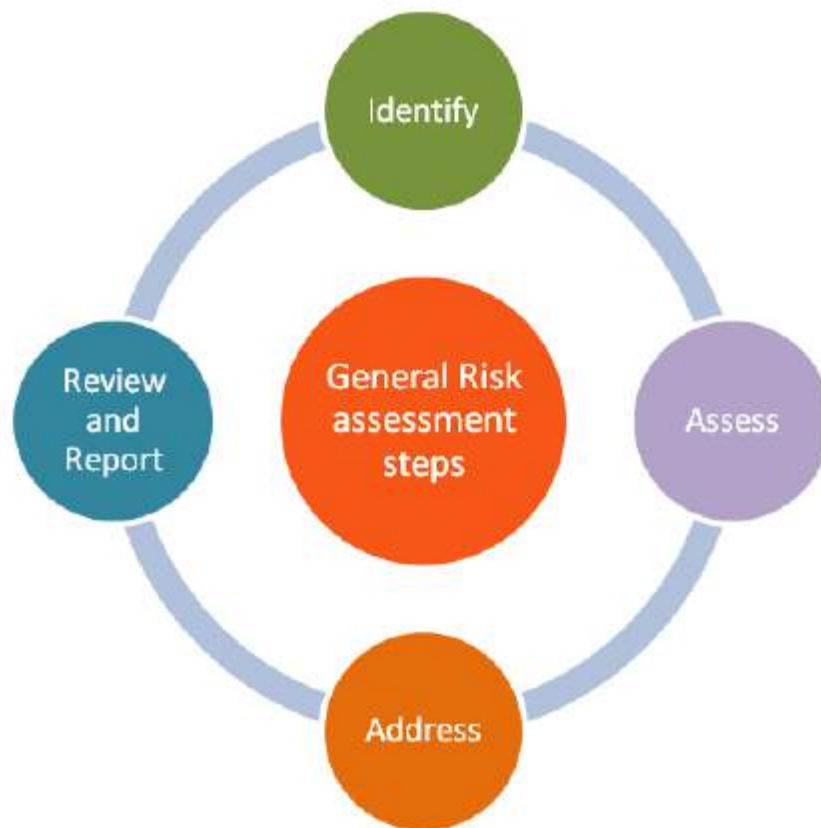 Identify
Review
and
Report
General Risk
assessment
steps
Assess
Address